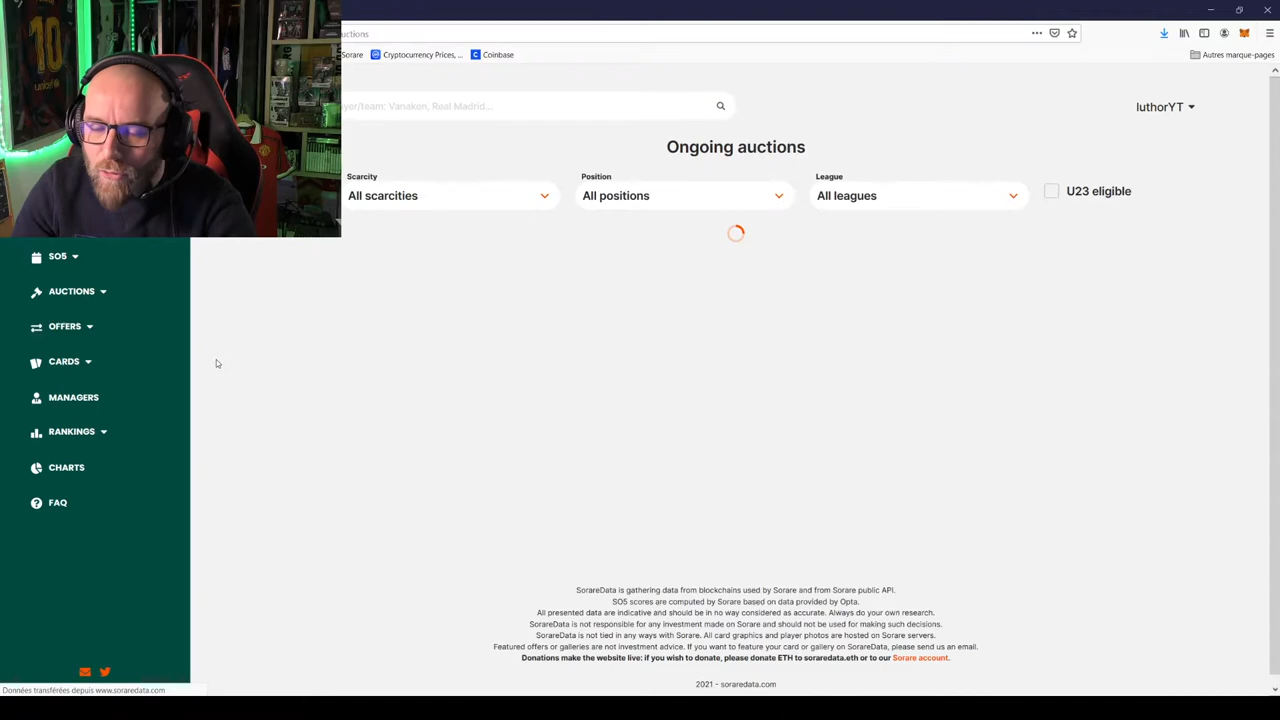 uctions
Sorare
Cryptocurrency Prices, ...
Coinbase
Autres marque-pages
10
unicef
yer/team: Vanaken, Real Madrid...
luthorYT
Ongoing auctions
Scarcity
Position
League
All scarcities
All positions
All leagues
U23 eligible
SO5
AUCTIONS
OFFERS
CARDS
MANAGERS
RANKINGS
CHARTS
FAQ
SorareData is gathering data from blockchains used by Sorare and from Sorare public API.
SO5 scores are computed by Sorare based on data provided by Opta.
All presented data are indicative and should be in no way considered as accurate. Always do your own research.
SorareData is not responsible for any investment made on Sorare and should not be used for making such decisions.
SorareData is not tied in any ways with Sorare. All card graphics and player photos are hosted on Sorare servers.
Featured offers or galleries are not investment advice. If you want to feature your card or gallery on SorareData, please send us an email.
Donations make the website live: if you wish to donate, please donate ETH to soraredata.eth or to our Sorare account.
2021 - soraredata.com
Données transférées depuis www.soraredata.com